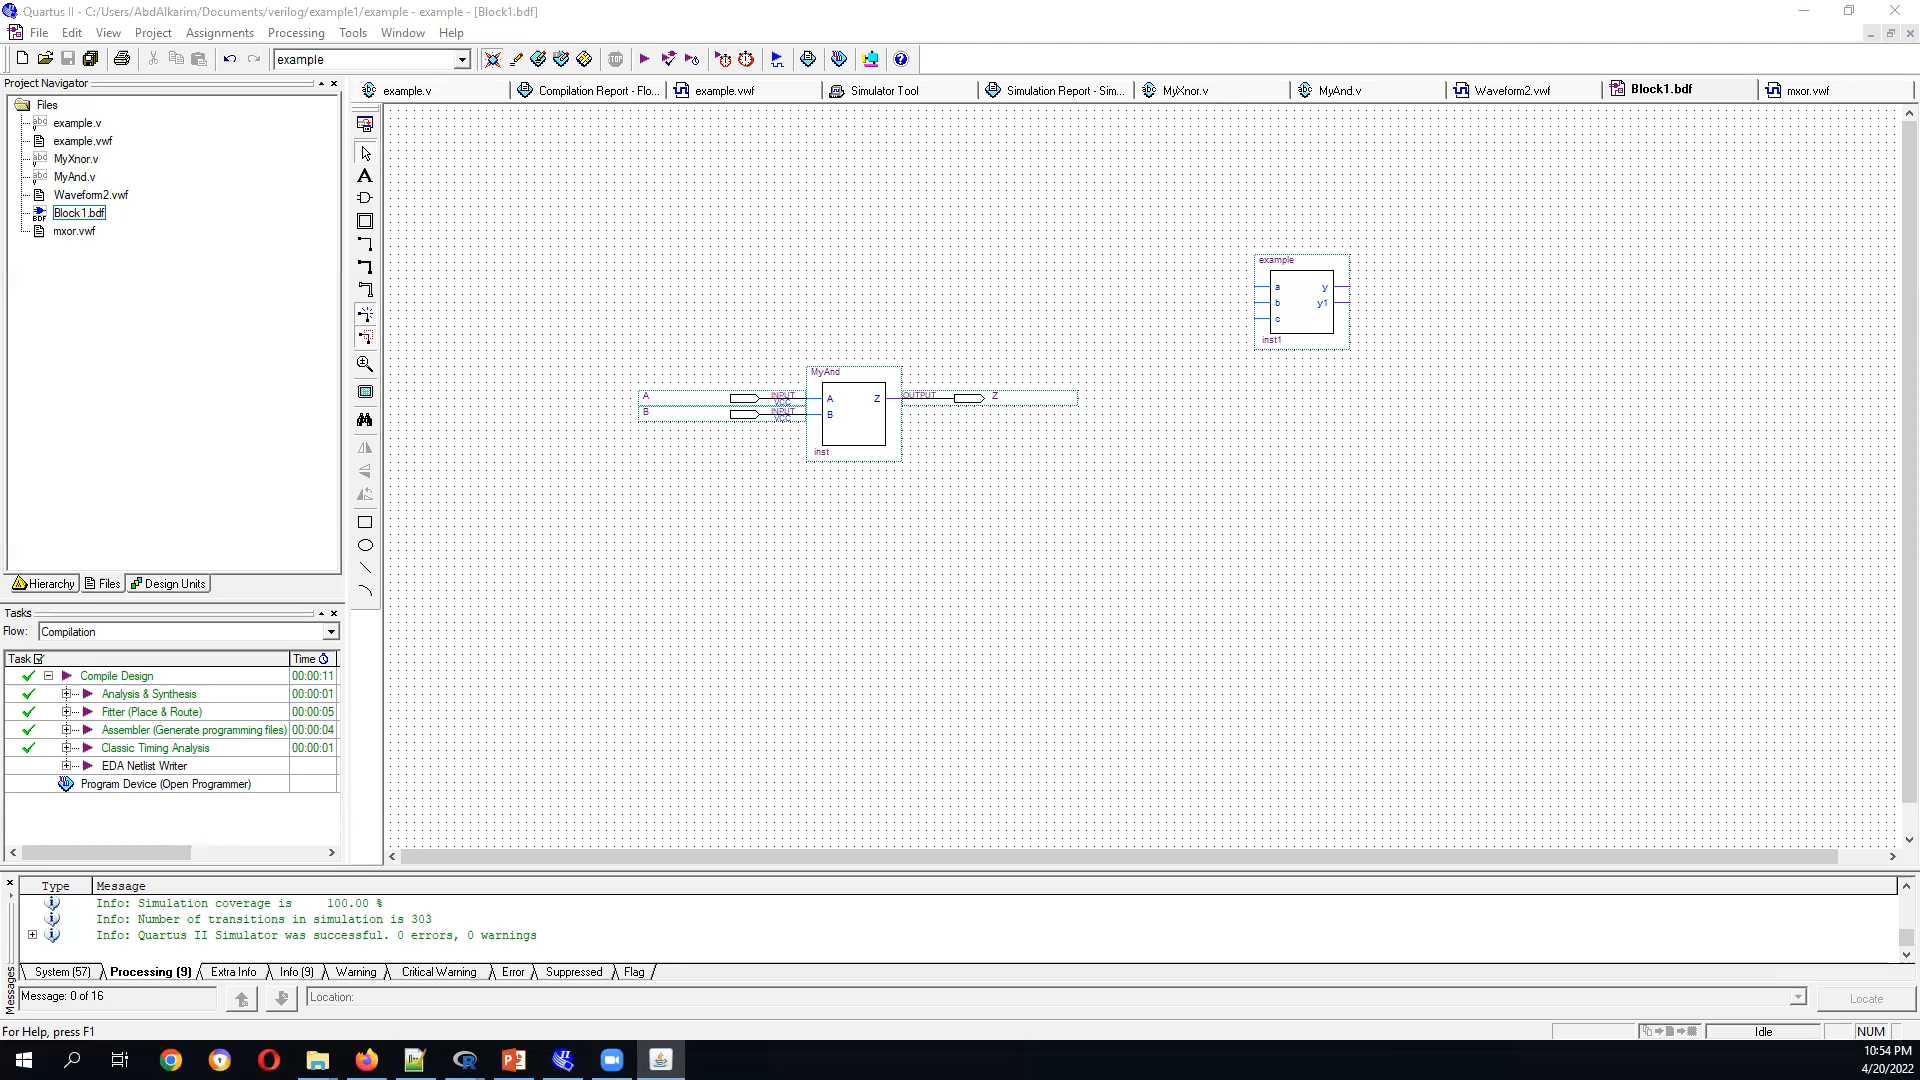 Quartus II - C:/Users/AbdAlkarim/Documents/verilog/example1/example - example - [Block1.bdf]
File Edit View Project Assignments Processing Tools Window Help
example
Project Navigator
Files
example.v
example.vwf
MyXnor.v
MyAnd.v
Waveform2.vwf
Block1.bdf
mxor.vwf
Hierarchy Files Design Units
Tasks
Flow: Compilation
Task Time
Compile Design 00:00:11
Analysis & Synthesis 00:00:01
Fitter (Place & Route) 00:00:05
Assembler (Generate programming files) 00:00:04
Classic Timing Analysis 00:00:01
EDA Netlist Writer
Program Device (Open Programmer)
example.v Compilation Report - Flo... example.vwf Simulator Tool Simulation Report - Sim... MyXnor.v MyAnd.v Waveform2.vwf Block1.bdf mxor.vwf
example
a y
b y1
c
inst1
MyAnd
A INPUT VCC A Z OUTPUT Z
B INPUT VCC B
inst
Type Message
Info: Simulation coverage is 100.00 %
Info: Number of transitions in simulation is 303
Info: Quartus II Simulator was successful. 0 errors, 0 warnings
System (57) Processing (9) Extra Info Info (9) Warning Critical Warning Error Suppressed Flag
Messages
Message: 0 of 16 Location: Locate
For Help, press F1 Idle NUM
10:54 PM
4/20/2022